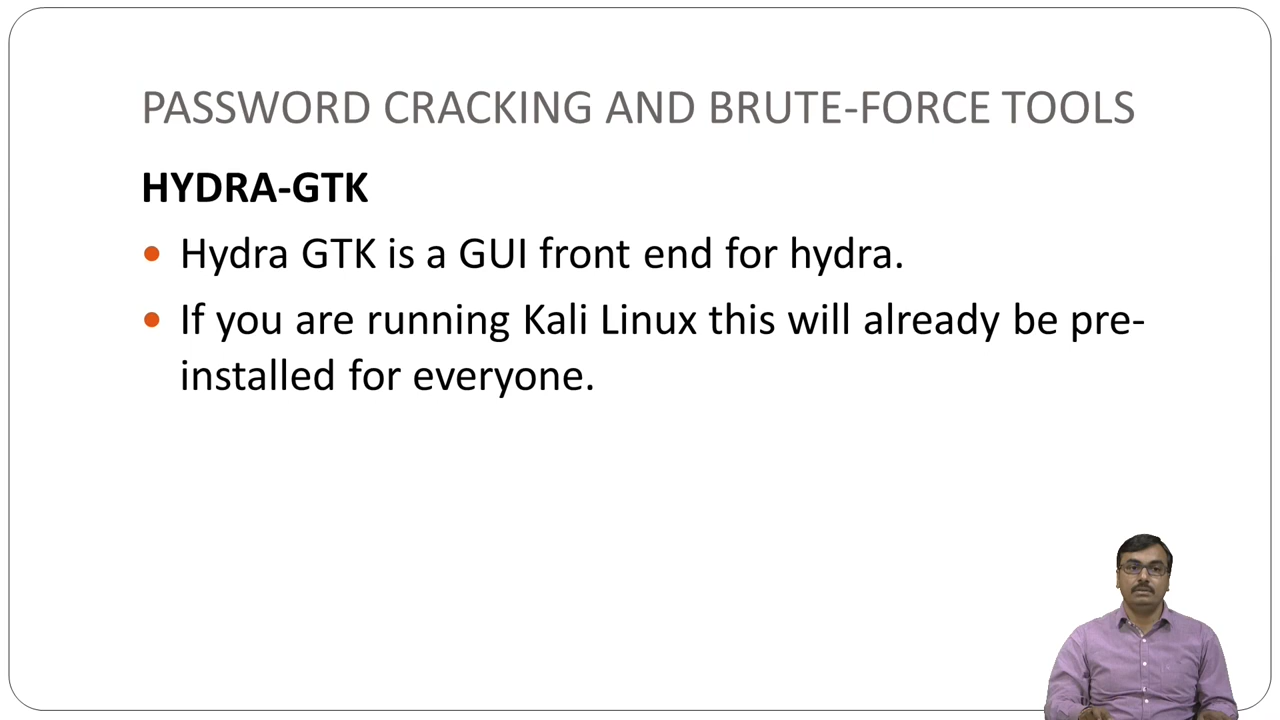 PASSWORD CRACKING AND BRUTE-FORCE TOOLS
HYDRA-GTK
• Hydra GTK is a GUI front end for hydra.
• If you are running Kali Linux this will already be pre-
installed for everyone.